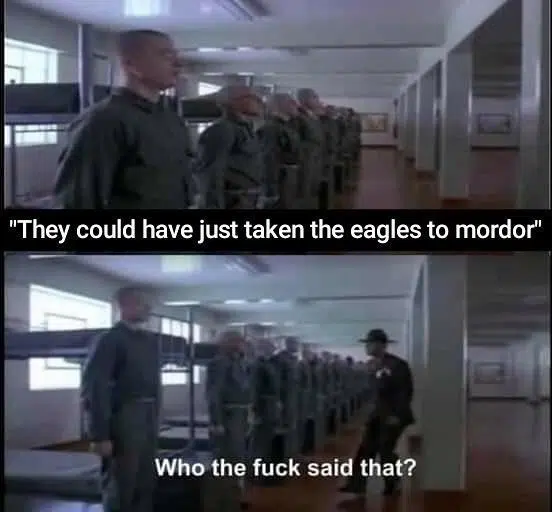 "They could have just taken the eagles to mordor"
Who the fuck said that?